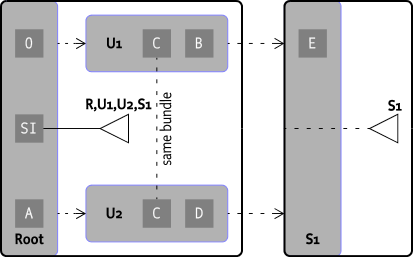 O
U1
C
B
E
R,U1,U2,S1
S1
SI
same bundle
A
U2
C
D
Root
S1